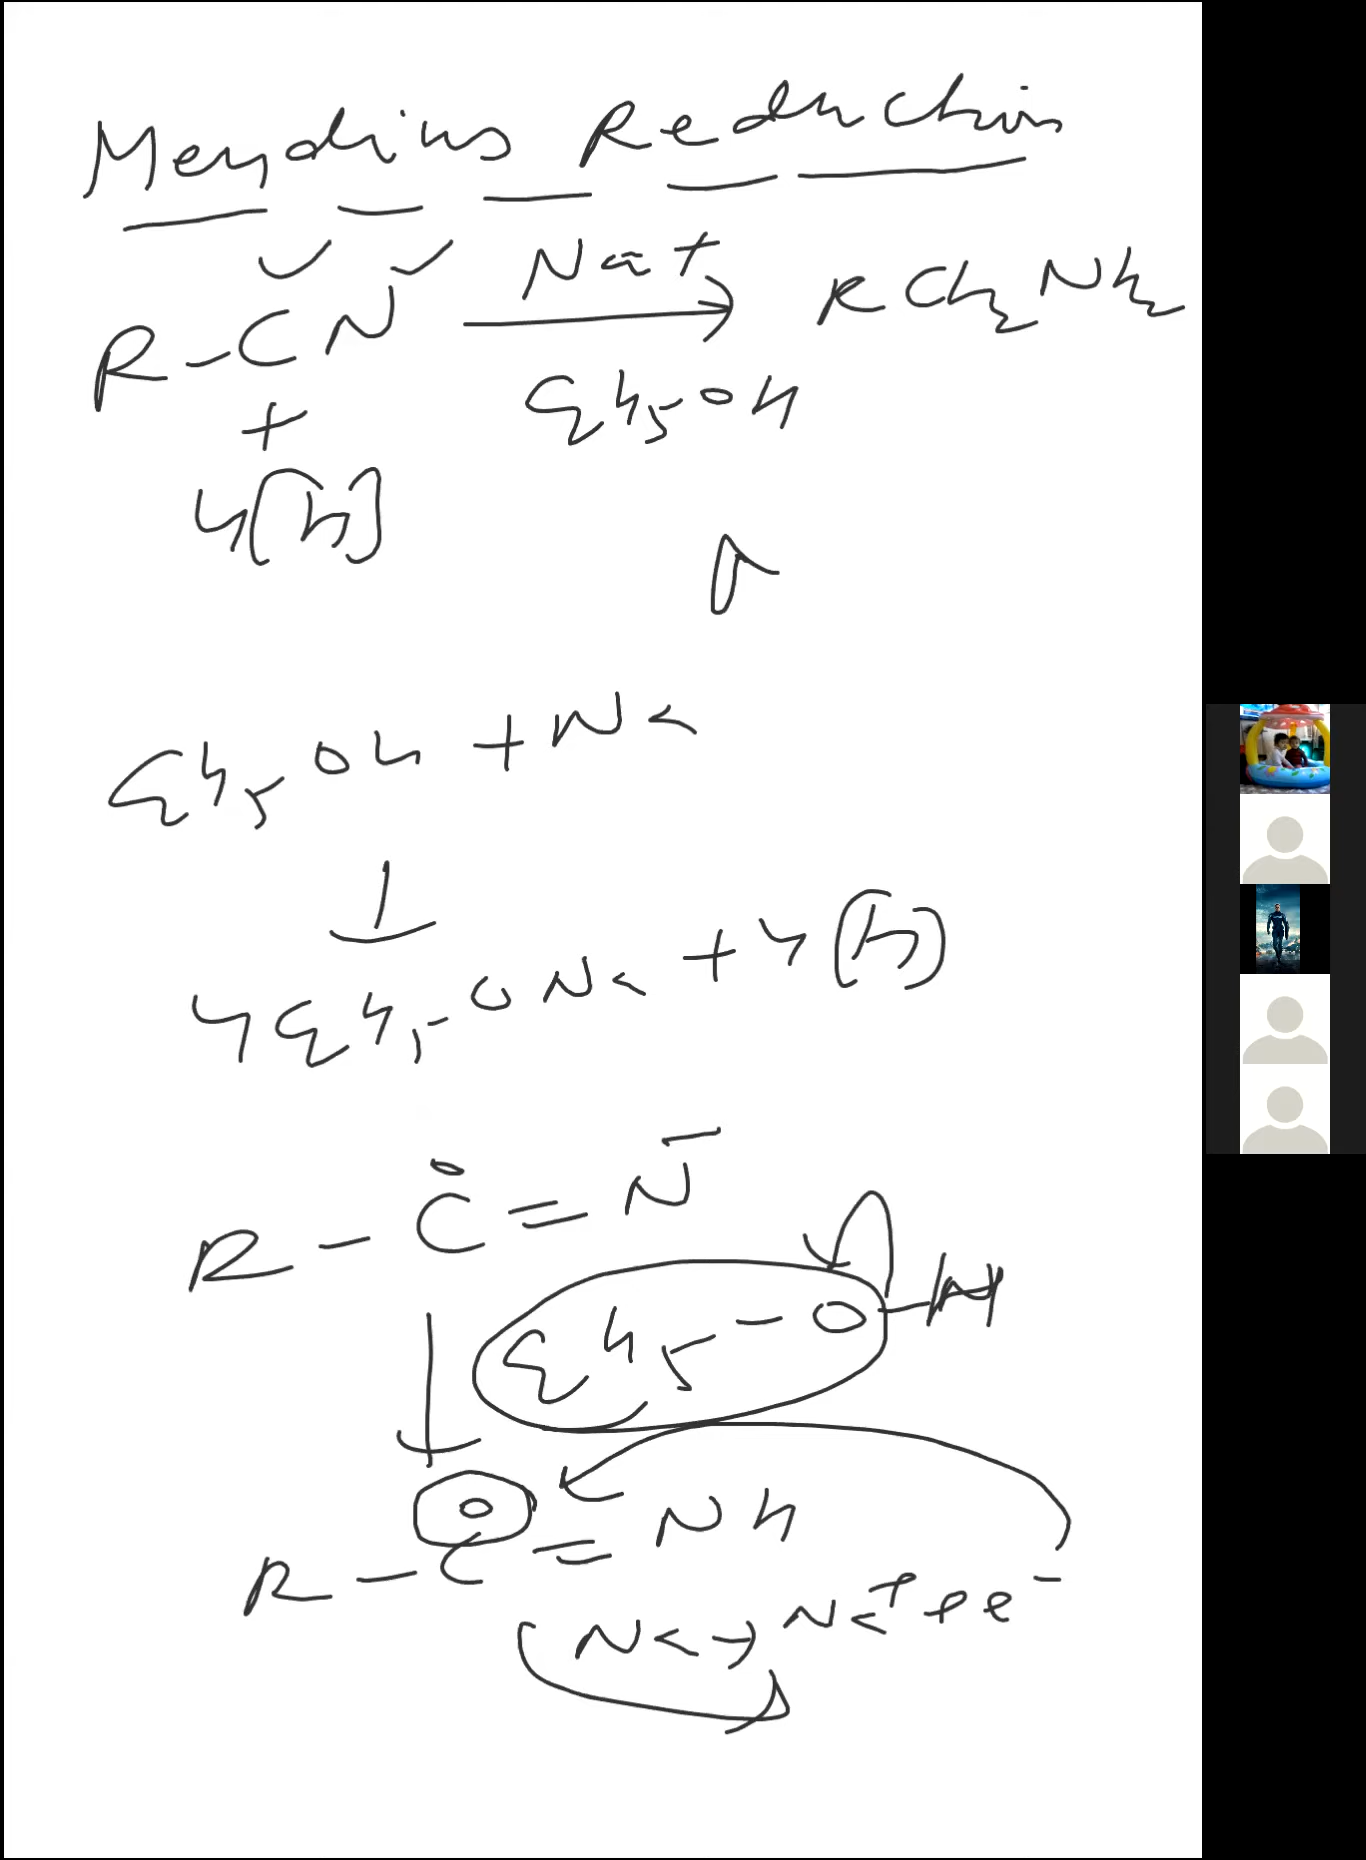 Mendius Reduction
R-CN Na+ → RCH2NH2
+ C2H5OH
4[H]
C2H5OH + Na
↓
4C2H5-ONa + 4[H]
R-C=N-
C2H5-O-H
R-C=NH
Na → Na+ + e-